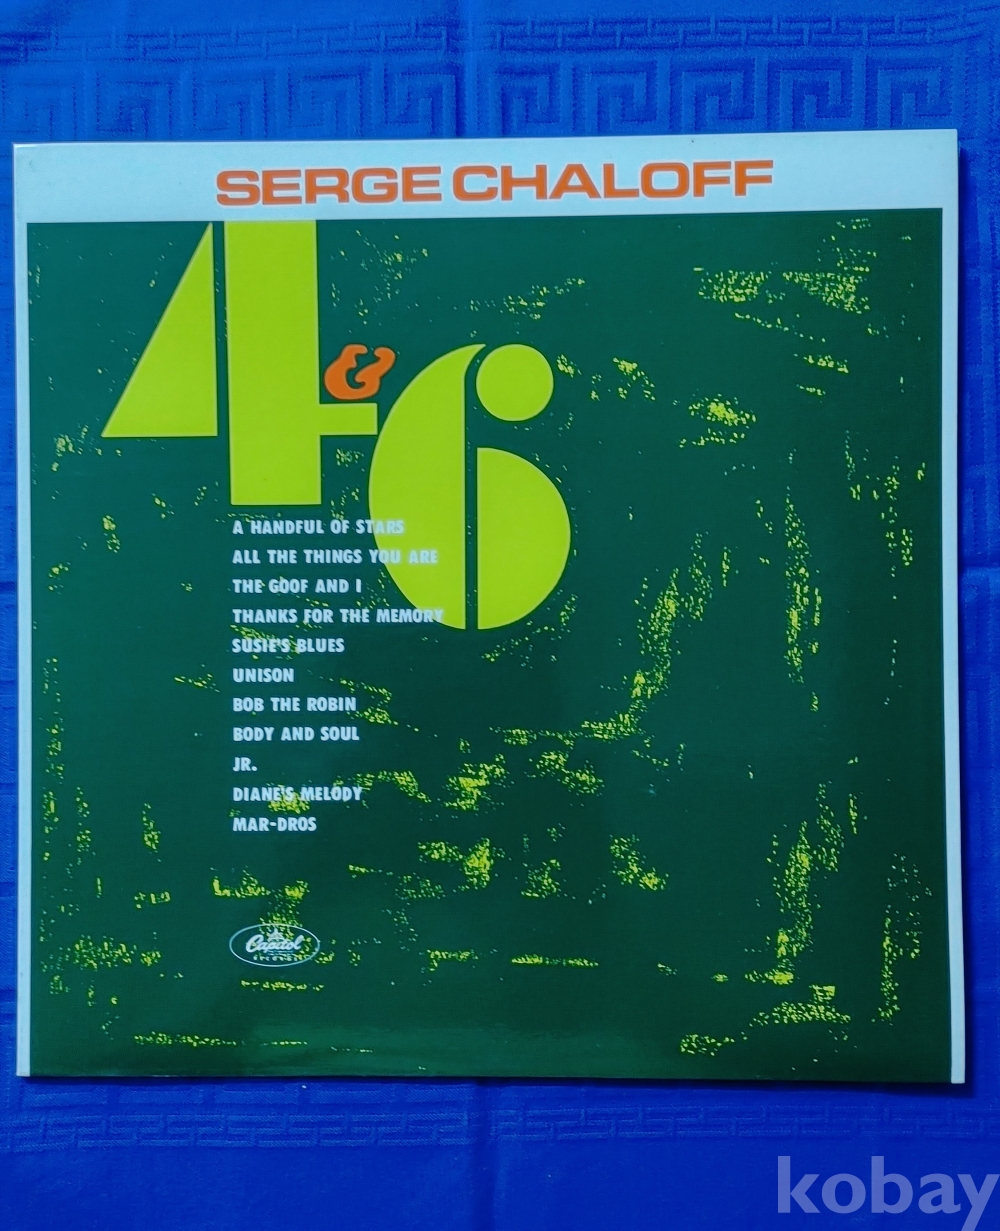 SERGE CHALOFF
4
&
6
A HANDFUL OF STARS
ALL THE THINGS YOU ARE
THE GOOF AND I
THANKS FOR THE MEMORY
SUSIE'S BLUES
UNISON
BOB THE ROBIN
BODY AND SOUL
JR.
DIANE'S MELODY
MAR-DROS
Capitol
kobay